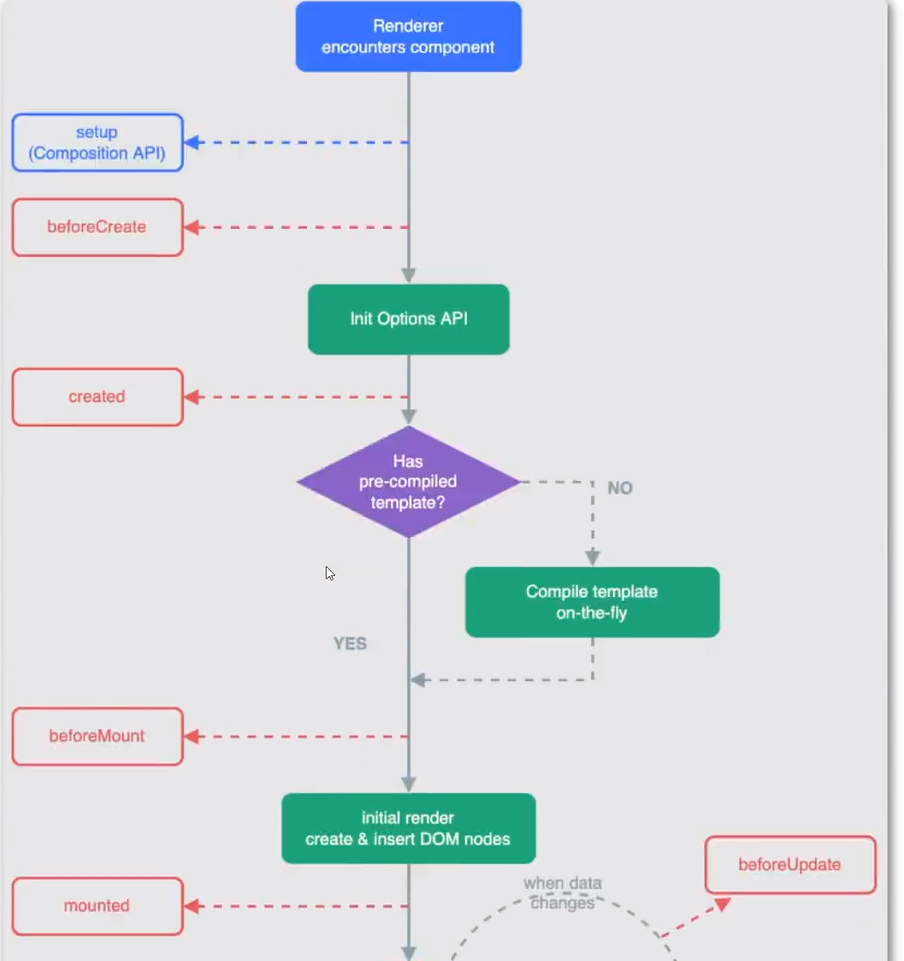 Renderer
encounters component
setup
(Composition API)
beforeCreate
Init Options API
created
Has
pre-compiled
template?
NO
Compile template
on-the-fly
YES
beforeMount
initial render
create & insert DOM nodes
beforeUpdate
when data
changes
mounted